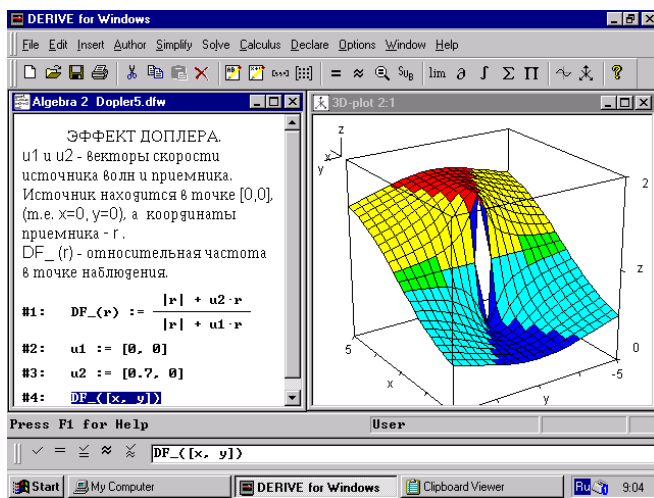 DERIVE for Windows
File Edit Insert Author Simplify Solve Calculus Declare Options Window Help
= ≈ SUB lim ∂ ∫ Σ Π ?
Algebra 2 Dopler5.dfw
3D-plot 2:1
ЭФФЕКТ ДОПЛЕРА.
u1 и u2 - векторы скорости
источника волн и приемника.
Источник находится в точке [0,0],
(т.е. x=0, y=0), а координаты
приемника - r .
DF_ (r) - относительная частота
в точке наблюдения.
#1: DF_(r) := (|r| + u2·r) / (|r| + u1·r)
#2: u1 := [0, 0]
#3: u2 := [0.7, 0]
#4: DF_([x, y])
z
x
y
2
z
0
5
x
y
-5
Press F1 for Help User
DF_([x, y])
Start My Computer DERIVE for Windows Clipboard Viewer Ru 9:04